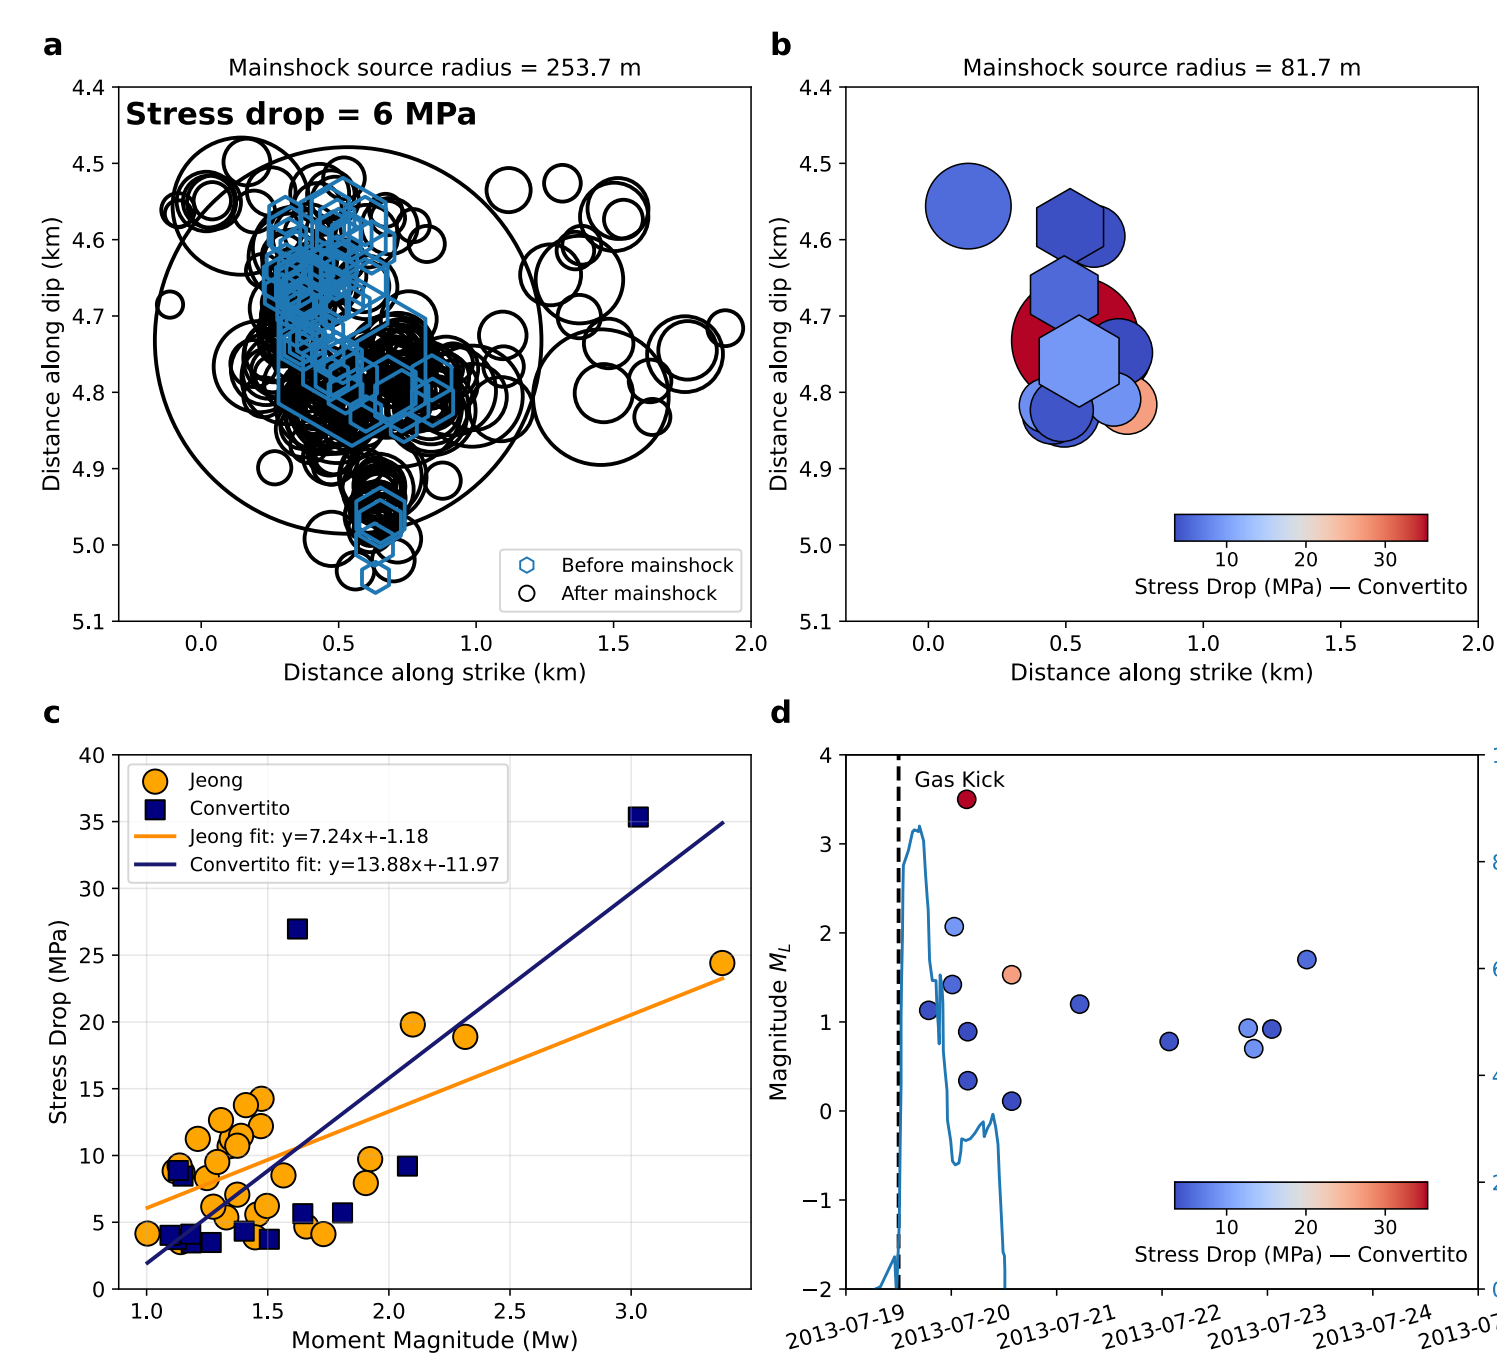 a
Mainshock source radius = 253.7 m
Stress drop = 6 MPa
4.4
4.5
4.6
4.7
4.8
4.9
5.0
5.1
Distance along dip (km)
Before mainshock
After mainshock
0.0
0.5
1.0
1.5
2.0
Distance along strike (km)
b
Mainshock source radius = 81.7 m
4.4
4.5
4.6
4.7
4.8
4.9
5.0
5.1
Distance along dip (km)
10
20
30
Stress Drop (MPa) — Convertito
0.0
0.5
1.0
1.5
2.0
Distance along strike (km)
c
40
35
30
25
20
15
10
5
0
Stress Drop (MPa)
Jeong
Convertito
Jeong fit: y=7.24x+-1.18
Convertito fit: y=13.88x+-11.97
1.0
1.5
2.0
2.5
3.0
Moment Magnitude (Mw)
d
4
3
2
1
0
−1
−2
Magnitude M_L
Gas Kick
10
20
30
Stress Drop (MPa) — Convertito
2013-07-19
2013-07-20
2013-07-21
2013-07-22
2013-07-23
2013-07-24